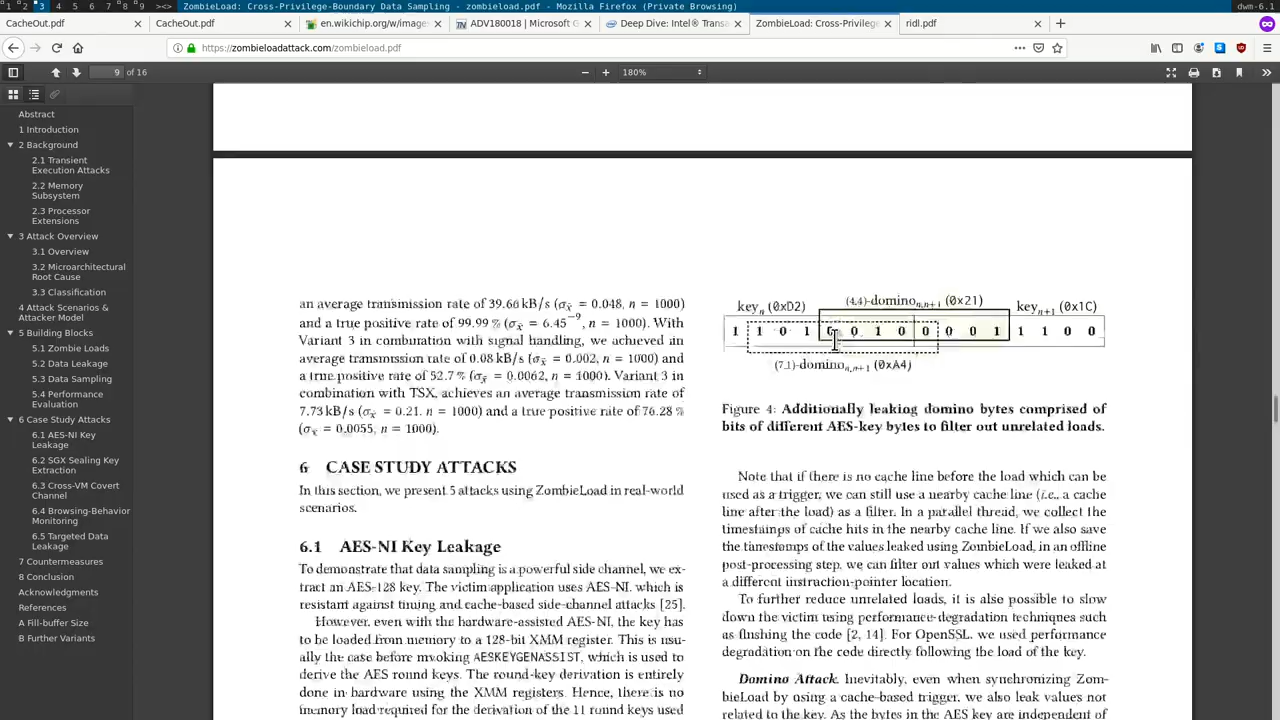 1 2 3 4 5 6 7 8 9 ><> ZombieLoad: Cross-Privilege-Boundary Data Sampling - zombieload.pdf - Mozilla Firefox (Private Browsing) dwm-6.1
CacheOut.pdf × CacheOut.pdf × en.wikichip.org/w/image × ADV180018 | Microsoft G × Deep Dive: Intel® Transa × ZombieLoad: Cross-Privilege × ridl.pdf ×
https://zombieloadattack.com/zombieload.pdf
9 of 16 180%
Abstract
1 Introduction
2 Background
2.1 Transient
Execution Attacks
2.2 Memory
Subsystem
2.3 Processor
Extensions
3 Attack Overview
3.1 Overview
3.2 Microarchitectural
Root Cause
3.3 Classification
4 Attack Scenarios &
Attacker Model
5 Building Blocks
5.1 Zombie Loads
5.2 Data Leakage
5.3 Data Sampling
5.4 Performance
Evaluation
6 Case Study Attacks
6.1 AES-NI Key
Leakage
6.2 SGX Sealing Key
Extraction
6.3 Cross-VM Covert
Channel
6.4 Browsing-Behavior
Monitoring
6.5 Targeted Data
Leakage
7 Countermeasures
8 Conclusion
Acknowledgments
References
A Fill-buffer Size
B Further Variants
an average transmission rate of 39.66 kB/s (σx̄ = 0.048, n = 1000)
and a true positive rate of 99.99 % (σx̄ = 6.45⁻⁹, n = 1000). With
Variant 3 in combination with signal handling, we achieved an
average transmission rate of 0.08 kB/s (σx̄ = 0.002, n = 1000) and
a true positive rate of 52.7 % (σx̄ = 0.0062, n = 1000). Variant 3 in
combination with TSX, achieves an average transmission rate of
7.73 kB/s (σx̄ = 0.21, n = 1000) and a true positive rate of 76.28 %
(σx̄ = 0.0055, n = 1000).
6 CASE STUDY ATTACKS
In this section, we present 5 attacks using ZombieLoad in real-world
scenarios.
6.1 AES-NI Key Leakage
To demonstrate that data sampling is a powerful side channel, we ex-
tract an AES-128 key. The victim application uses AES-NI, which is
resistant against timing and cache-based side-channel attacks [25].
However, even with the hardware-assisted AES-NI, the key has
to be loaded from memory to a 128-bit XMM register. This is usu-
ally the case before invoking AESKEYGENASSIST, which is used to
derive the AES round keys. The round-key derivation is entirely
done in hardware using the XMM registers. Hence, there is no
memory load required for the derivation of the 11 round keys used
keyn (0xD2) (4,4)-dominon,n+1 (0x21) keyn+1 (0x1C)
1 1 0 1 0 0 1 0 0 0 0 1 1 1 0 0
(7,1)-dominon,n+1 (0xA4)
Figure 4: Additionally leaking domino bytes comprised of
bits of different AES-key bytes to filter out unrelated loads.
Note that if there is no cache line before the load which can be
used as a trigger, we can still use a nearby cache line (i.e., a cache
line after the load) as a filter. In a parallel thread, we collect the
timestamps of cache hits in the nearby cache line. If we also save
the timestamps of the values leaked using ZombieLoad, in an offline
post-processing step, we can filter out values which were leaked at
a different instruction-pointer location.
To further reduce unrelated loads, it is also possible to slow
down the victim using performance-degradation techniques such
as flushing the code [2, 14]. For OpenSSL, we used performance
degradation on the code directly following the load of the key.
Domino Attack. Inevitably, even when synchronizing Zom-
bieLoad by using a cache-based trigger, we also leak values not
related to the key. As the bytes in the AES key are independent of